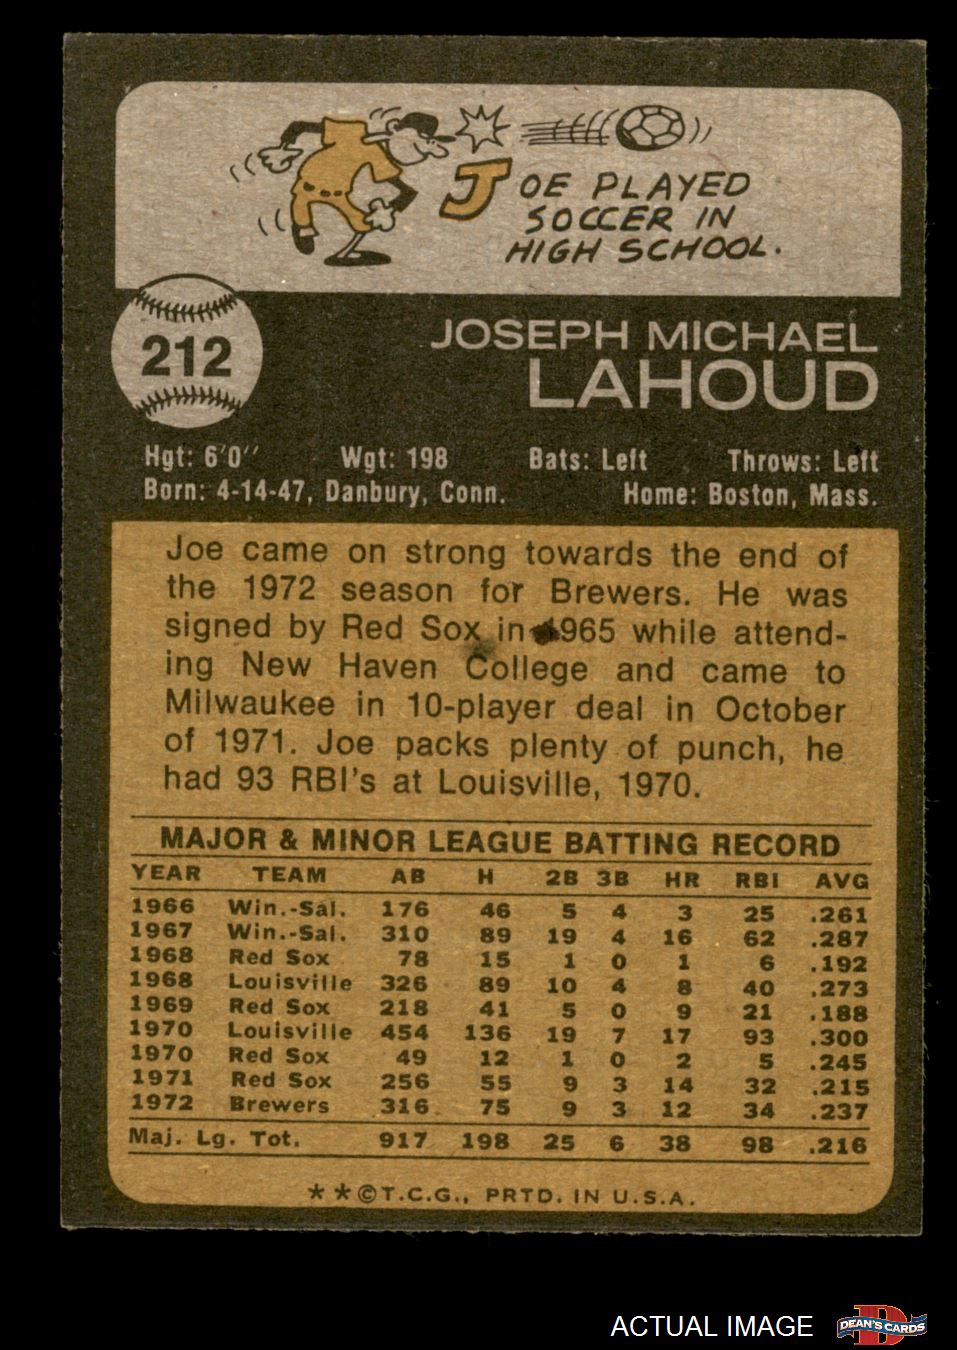 JOE PLAYED
SOCCER IN
HIGH SCHOOL.
212
JOSEPH MICHAEL
LAHOUD
Hgt: 6'0" Wgt: 198 Bats: Left Throws: Left
Born: 4-14-47, Danbury, Conn. Home: Boston, Mass.
Joe came on strong towards the end of
the 1972 season for Brewers. He was
signed by Red Sox in 1965 while attend-
ing New Haven College and came to
Milwaukee in 10-player deal in October
of 1971. Joe packs plenty of punch, he
had 93 RBI's at Louisville, 1970.
MAJOR & MINOR LEAGUE BATTING RECORD
YEAR TEAM AB H 2B 3B HR RBI AVG
1966 Win.-Sal. 176 46 5 4 3 25 .261
1967 Win.-Sal. 310 89 19 4 16 62 .287
1968 Red Sox 78 15 1 0 1 6 .192
1968 Louisville 326 89 10 4 8 40 .273
1969 Red Sox 218 41 5 0 9 21 .188
1970 Louisville 454 136 19 7 17 93 .300
1970 Red Sox 49 12 1 0 2 5 .245
1971 Red Sox 256 55 9 3 14 32 .215
1972 Brewers 316 75 9 3 12 34 .237
Maj. Lg. Tot. 917 198 25 6 38 98 .216
* * © T.C.G., PRTD. IN U.S.A.
ACTUAL IMAGE
D
DEAN'S CARDS